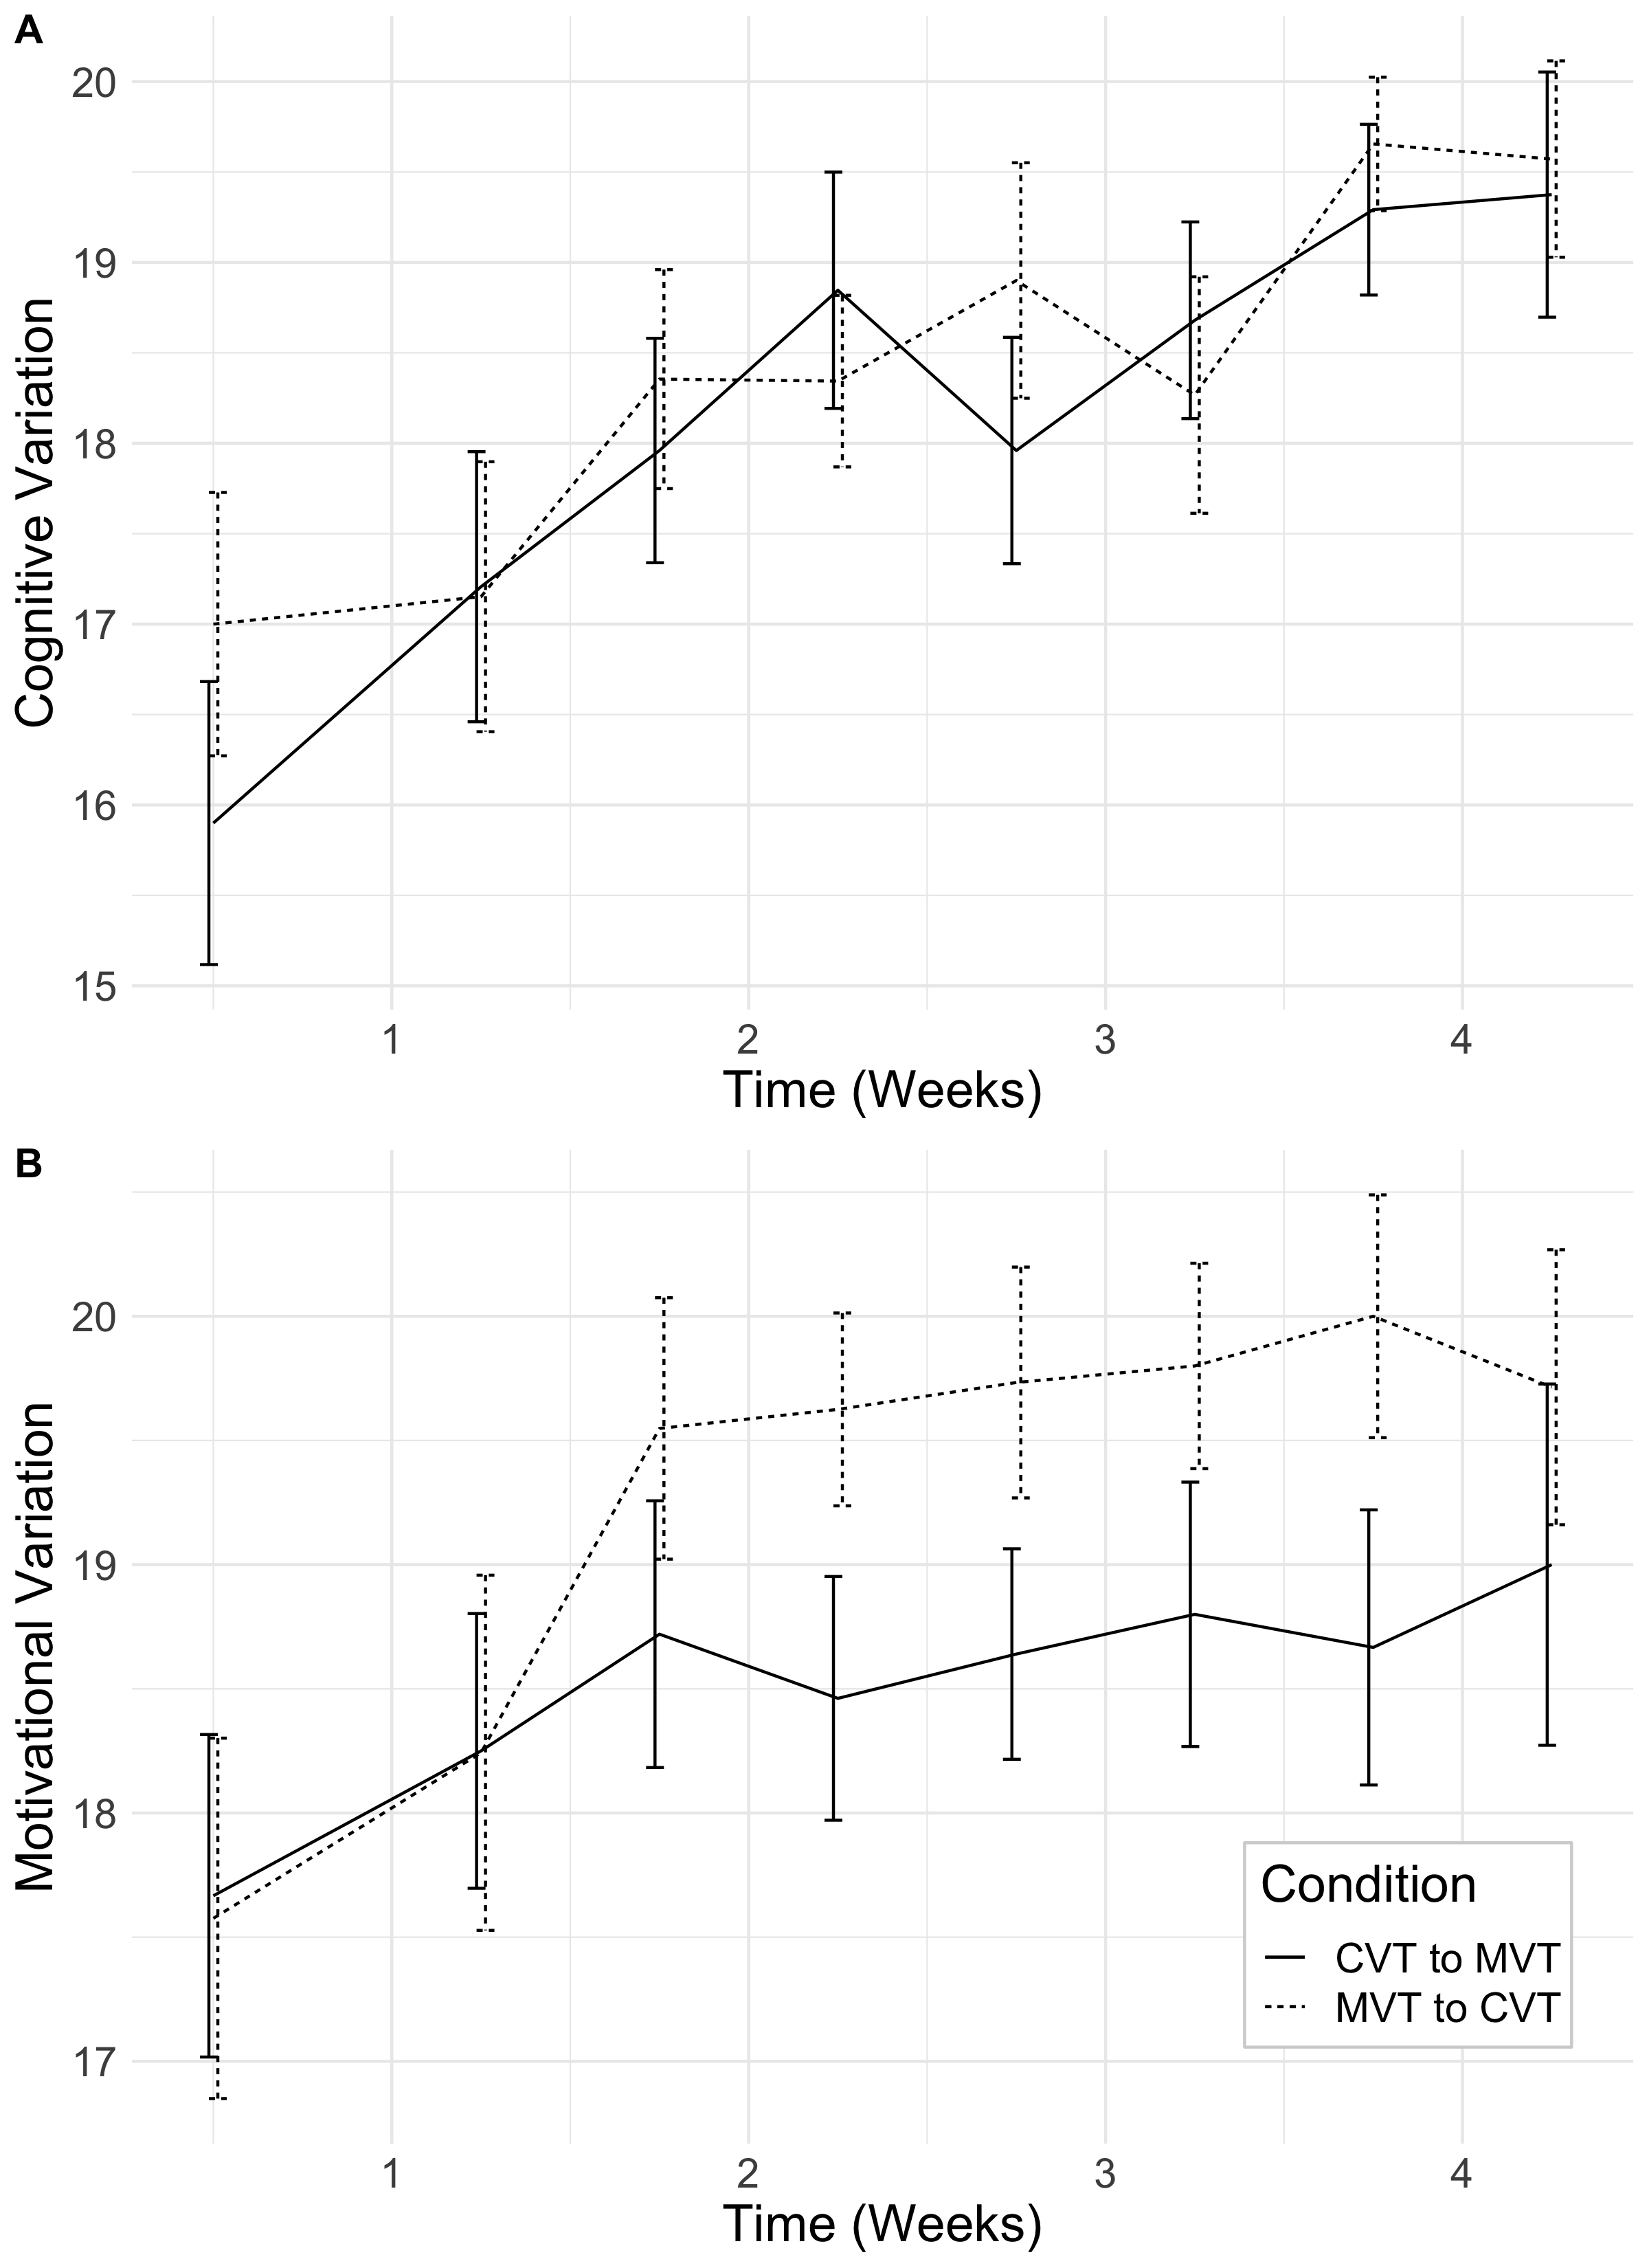 A
20
19
18
17
16
15
Cognitive Variation
1 2 3 4
Time (Weeks)
B
20
19
18
17
Motivational Variation
Condition
CVT to MVT
MVT to CVT
1 2 3 4
Time (Weeks)